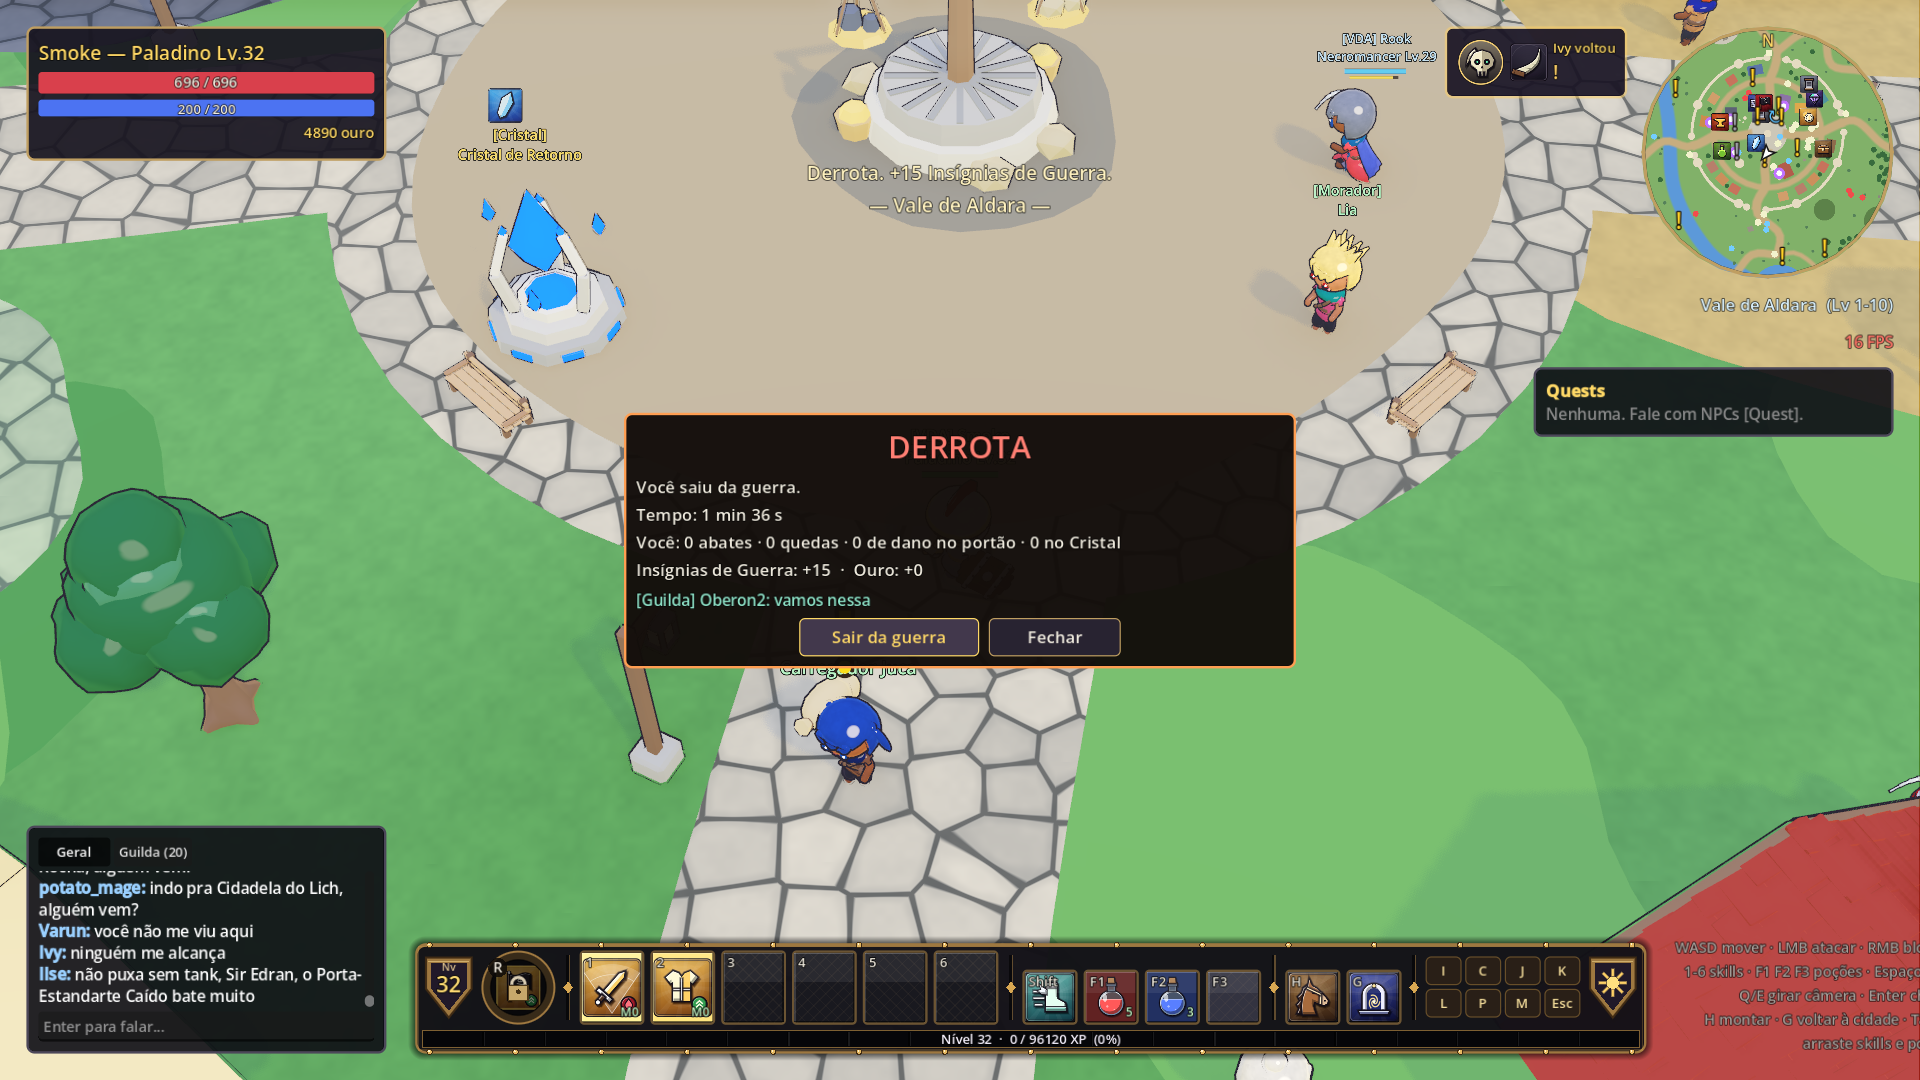 Smoke — Paladino Lv.32
696 / 696
200 / 200
4890 ouro
[Cristal]
Cristal de Retorno
Derrota. +15 Insígnias de Guerra.
— Vale de Aldara —
[VDA] Rook
Necromancer Lv.29
[Morador]
Lia
Ivy voltou
!
N
Vale de Aldara (Lv 1-10)
16 FPS
Quests
Nenhuma. Fale com NPCs [Quest].
DERROTA
Você saiu da guerra.
Tempo: 1 min 36 s
Você: 0 abates · 0 quedas · 0 de dano no portão · 0 no Cristal
Insígnias de Guerra: +15 · Ouro: +0
[Guilda] Oberon2: vamos nessa
Sair da guerra
Fechar
Carregador Juca
Geral
Guilda (20)
potato_mage: indo pra Cidadela do Lich,
alguém vem?
Varun: você não me viu aqui
Ivy: ninguém me alcança
Ilse: não puxa sem tank, Sir Edran, o Porta-
Estandarte Caído bate muito
Enter para falar...
Nv
32
R
1
M0
2
M0
3
4
5
6
Shift
F1
5
F2
3
F3
H
G
I
C
J
K
L
P
M
Esc
Nível 32 · 0 / 96120 XP (0%)
WASD mover · LMB atacar · RMB blo
1-6 skills · F1 F2 F3 poções · Espaço
Q/E girar câmera · Enter c
H montar · G voltar à cidade · T
arraste skills e p